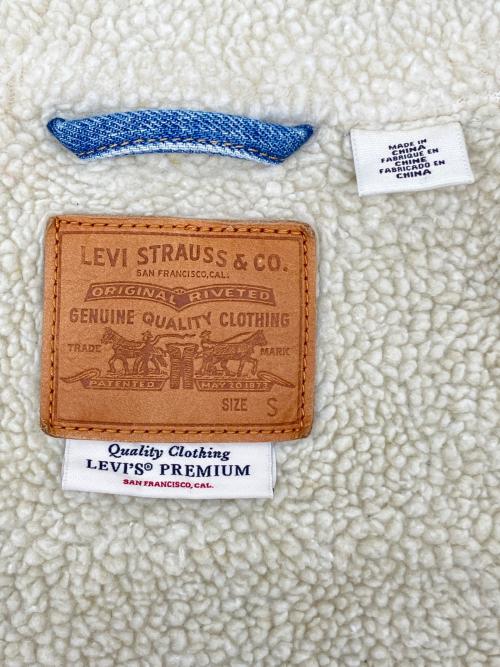 MADE IN
CHINA
FABRIQUE EN
CHINE
FABRICADO EN
CHINA
LEVI STRAUSS & CO.
SAN FRANCISCO, CAL.
ORIGINAL RIVETED
GENUINE QUALITY CLOTHING
TRADE MARK
PATENTED MAY 20 1873
SIZE S
Quality Clothing
LEVI'S® PREMIUM
SAN FRANCISCO, CAL.